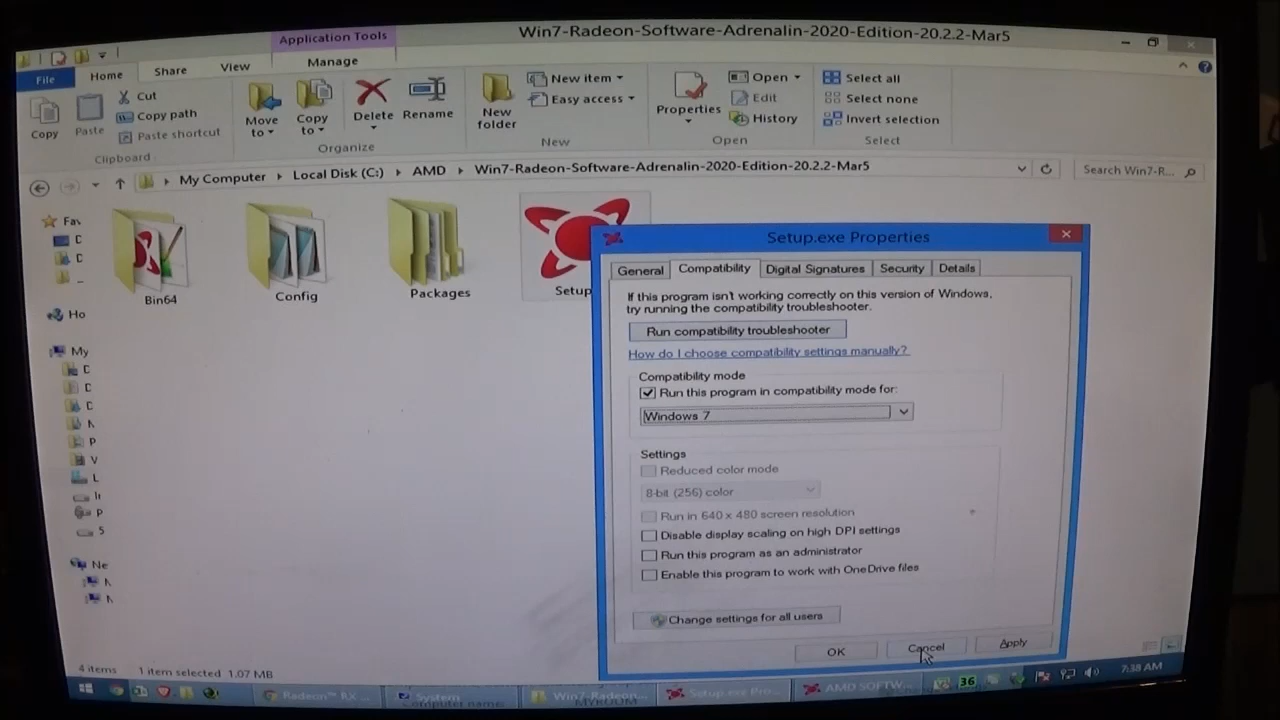 Application Tools
Win7-Radeon-Software-Adrenalin-2020-Edition-20.2.2-Mar5
File Home Share View Manage
Copy
Paste
Cut
Copy path
Paste shortcut
Clipboard
Move to
Copy to
Delete
Rename
Organize
New folder
New item
Easy access
New
Properties
Open
Edit
History
Open
Select all
Select none
Invert selection
Select
My Computer Local Disk (C:) AMD Win7-Radeon-Software-Adrenalin-2020-Edition-20.2.2-Mar5
Search Win7-R...
Fav
Ho
My
D
D
D
N
P
V
L
P
S
Ne
Bin64
Config
Packages
Setup
Setup.exe Properties
General Compatibility Digital Signatures Security Details
If this program isn't working correctly on this version of Windows,
try running the compatibility troubleshooter.
Run compatibility troubleshooter
How do I choose compatibility settings manually?
Compatibility mode
Run this program in compatibility mode for:
Windows 7
Settings
Reduced color mode
8-bit (256) color
Run in 640 x 480 screen resolution
Disable display scaling on high DPI settings
Run this program as an administrator
Enable this program to work with OneDrive files
Change settings for all users
OK Cancel Apply
4 items 1 item selected 1.07 MB
Radeon™ RX ...
System
Computer name:
Win7-Radeon...
MYROOM
Setup.exe Pro...
AMD SOFTW...
36
7:38 AM